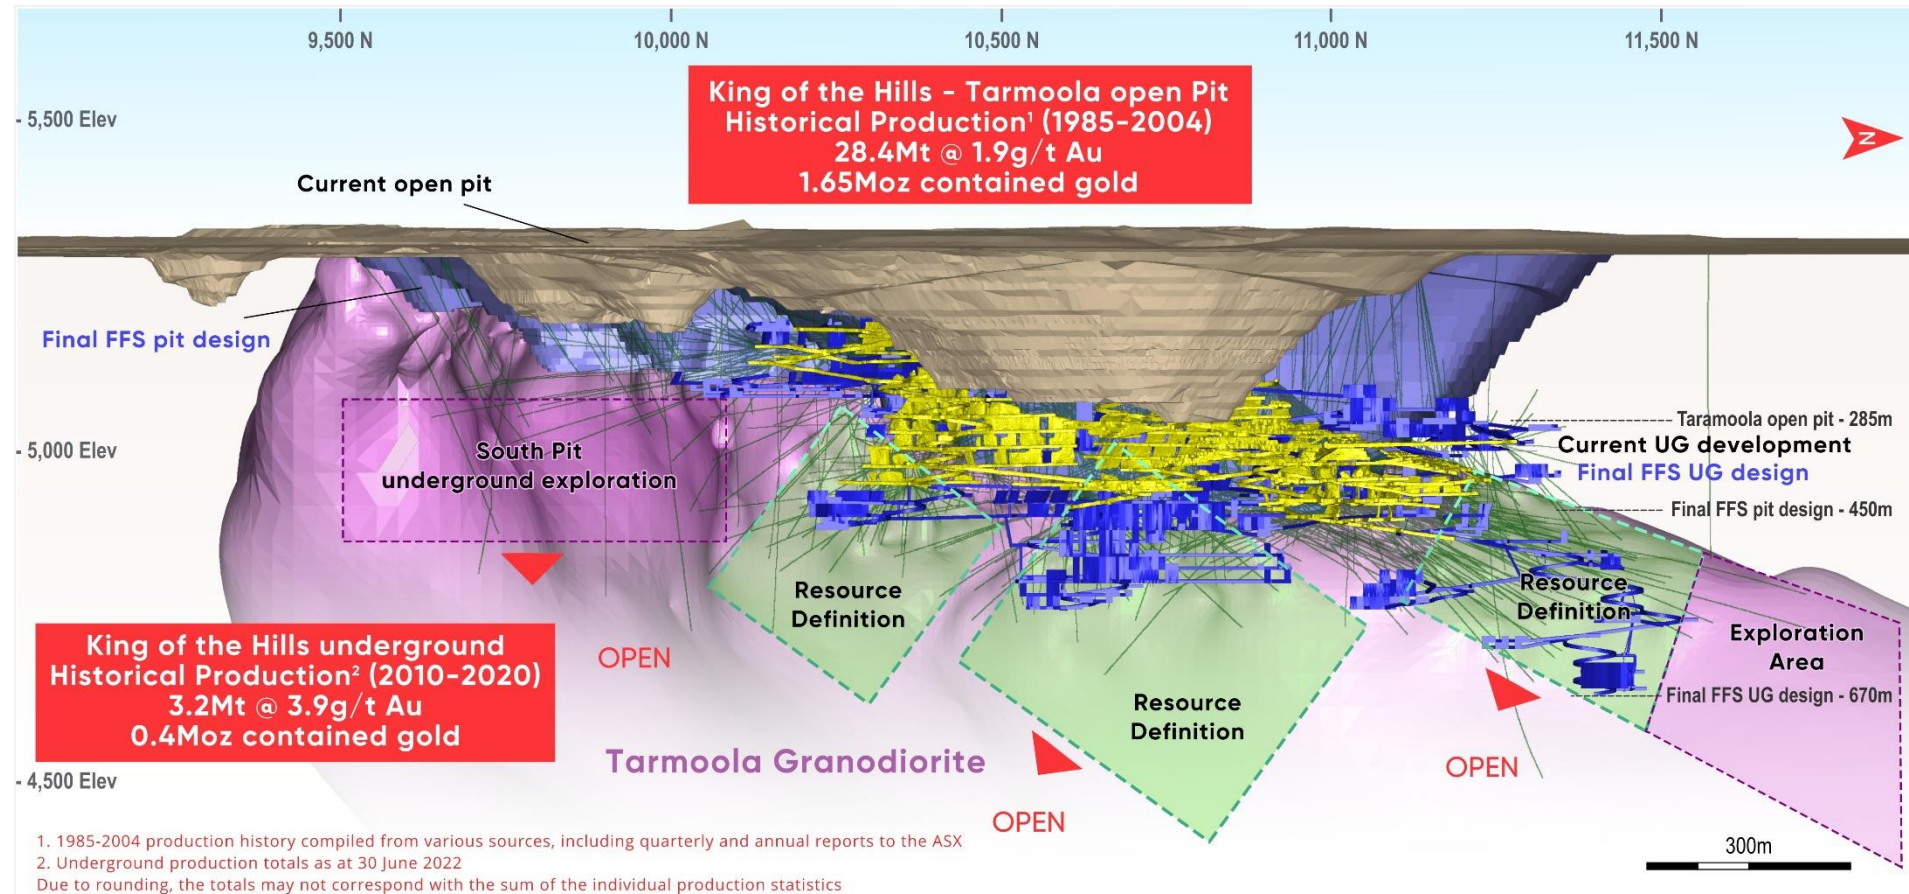 9,500 N
10,000 N
10,500 N
11,000 N
11,500 N
King of the Hills - Tarmoola open Pit
Historical Production¹ (1985-2004)
28.4Mt @ 1.9g/t Au
1.65Moz contained gold
- 5,500 Elev
N
Current open pit
Final FFS pit design
Taramoola open pit - 285m
Current UG development
Final FFS UG design
- 5,000 Elev
South Pit
underground exploration
Final FFS pit design - 450m
Resource
Definition
Resource
Definition
Exploration
Area
King of the Hills underground
Historical Production² (2010-2020)
3.2Mt @ 3.9g/t Au
0.4Moz contained gold
OPEN
Final FFS UG design - 670m
Resource
Definition
Tarmoola Granodiorite
OPEN
- 4,500 Elev
OPEN
300m
1. 1985-2004 production history compiled from various sources, including quarterly and annual reports to the ASX
2. Underground production totals as at 30 June 2022
Due to rounding, the totals may not correspond with the sum of the individual production statistics